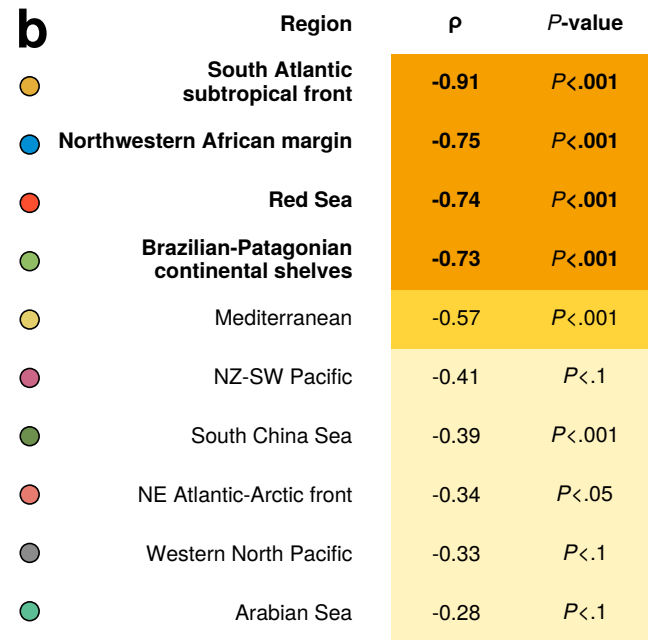 b Region ρ P-value
South Atlantic
subtropical front -0.91 P<.001
Northwestern African margin -0.75 P<.001
Red Sea -0.74 P<.001
Brazilian-Patagonian
continental shelves -0.73 P<.001
Mediterranean -0.57 P<.001
NZ-SW Pacific -0.41 P<.1
South China Sea -0.39 P<.001
NE Atlantic-Arctic front -0.34 P<.05
Western North Pacific -0.33 P<.1
Arabian Sea -0.28 P<.1